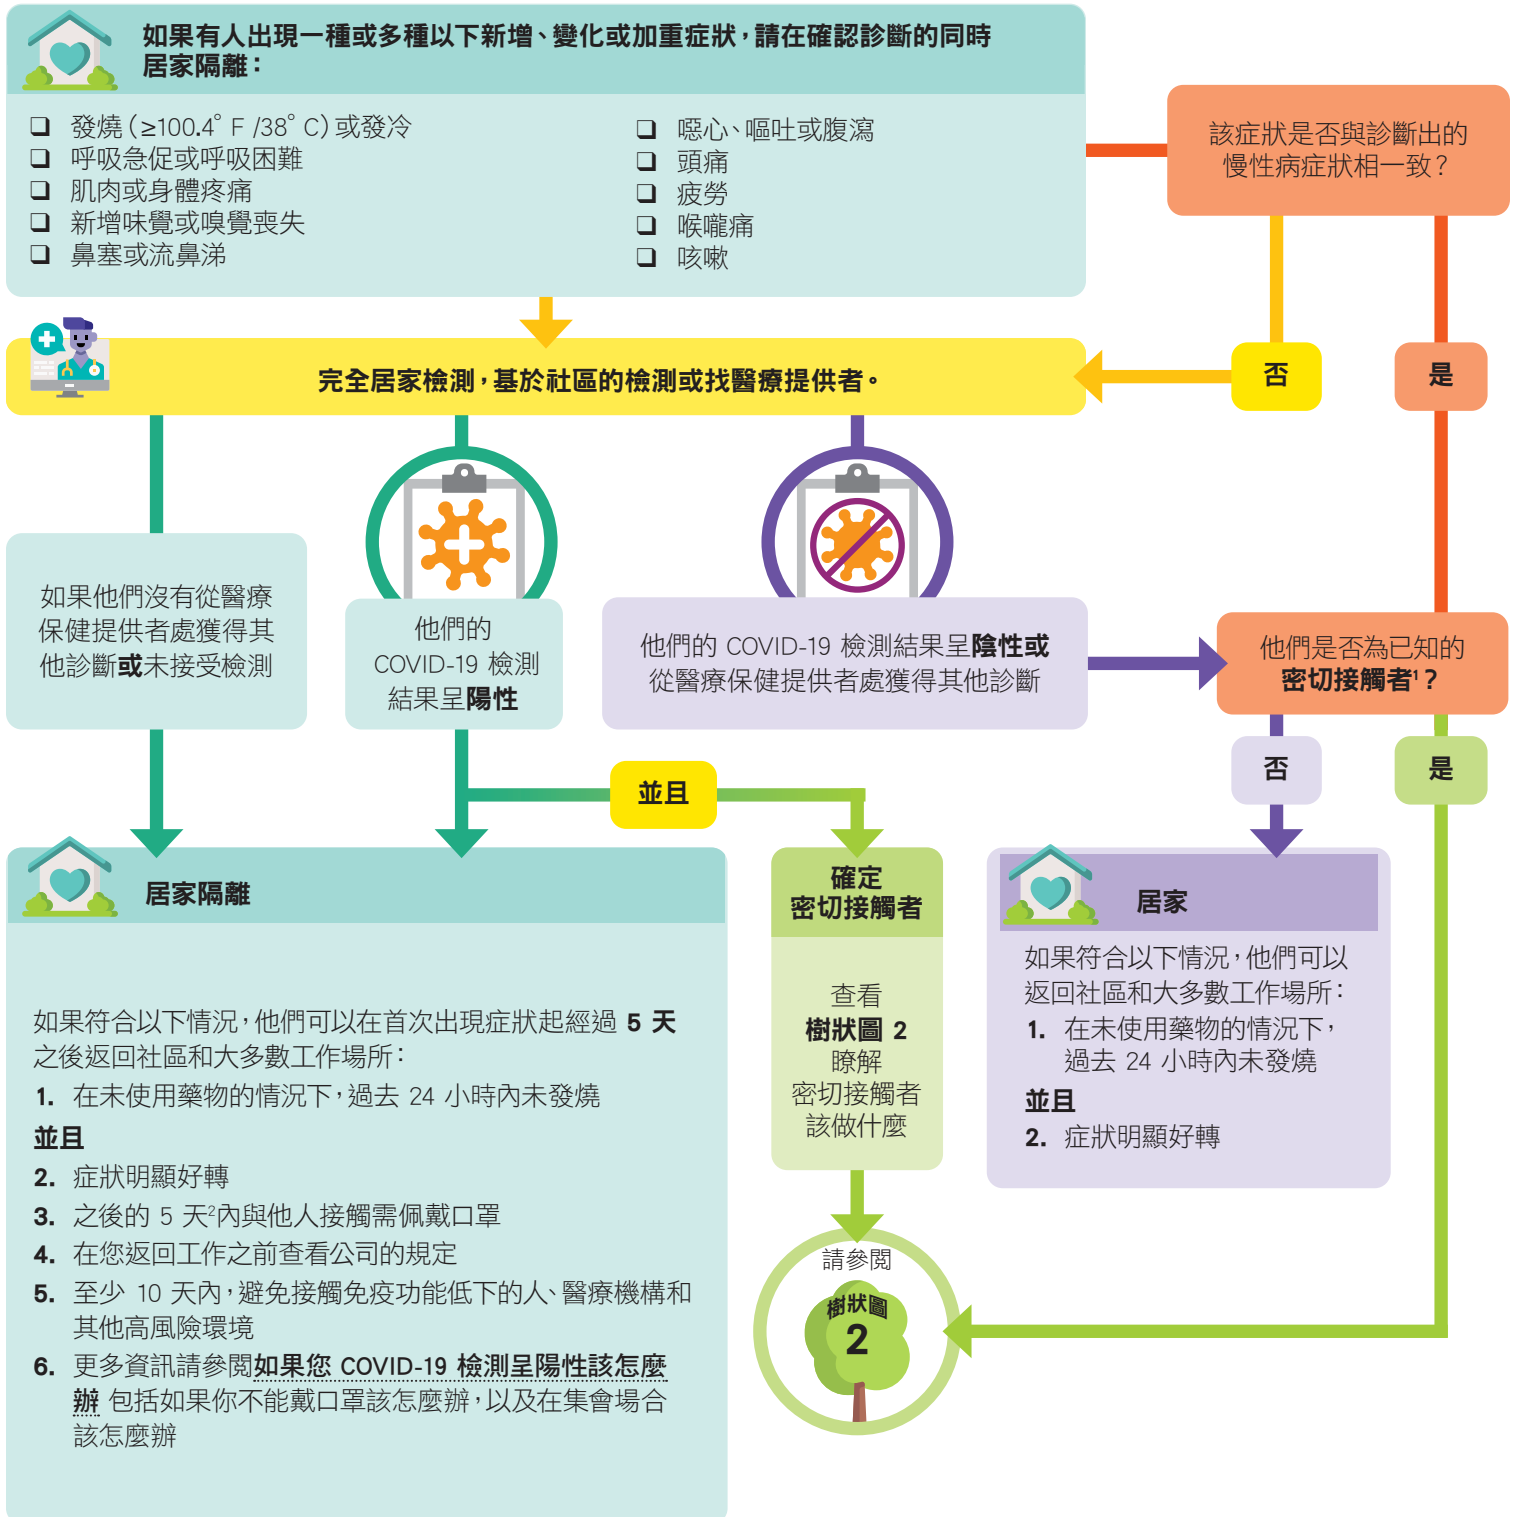 如果有人出現一種或多種以下新增、變化或加重症狀，請在確認診斷的同時
居家隔離：
❏ 發燒（≥100.4° F /38° C）或發冷
❏ 呼吸急促或呼吸困難
❏ 肌肉或身體疼痛
❏ 新增味覺或嗅覺喪失
❏ 鼻塞或流鼻涕
❏ 噁心、嘔吐或腹瀉
❏ 頭痛
❏ 疲勞
❏ 喉嚨痛
❏ 咳嗽
該症狀是否與診斷出的
慢性病症狀相一致？
否
是
完全居家檢測，基於社區的檢測或找醫療提供者。
如果他們沒有從醫療
保健提供者處獲得其
他診斷或未接受檢測
他們的
COVID-19 檢測
結果呈陽性
他們的 COVID-19 檢測結果呈陰性或
從醫療保健提供者處獲得其他診斷
他們是否為已知的
密切接觸者¹？
否
是
並且
居家隔離
如果符合以下情況，他們可以在首次出現症狀起經過 5 天
之後返回社區和大多數工作場所：
1. 在未使用藥物的情況下，過去 24 小時內未發燒
並且
2. 症狀明顯好轉
3. 之後的 5 天²內與他人接觸需佩戴口罩
4. 在您返回工作之前查看公司的規定
5. 至少 10 天內，避免接觸免疫功能低下的人、醫療機構和
其他高風險環境
6. 更多資訊請參閱如果您 COVID-19 檢測呈陽性該怎麼
辦 包括如果你不能戴口罩該怎麼辦，以及在集會場合
該怎麼辦
確定
密切接觸者
查看
樹狀圖 2
瞭解
密切接觸者
該做什麼
請參閱
樹狀圖
2
居家
如果符合以下情況，他們可以
返回社區和大多數工作場所：
1. 在未使用藥物的情況下，
過去 24 小時內未發燒
並且
2. 症狀明顯好轉